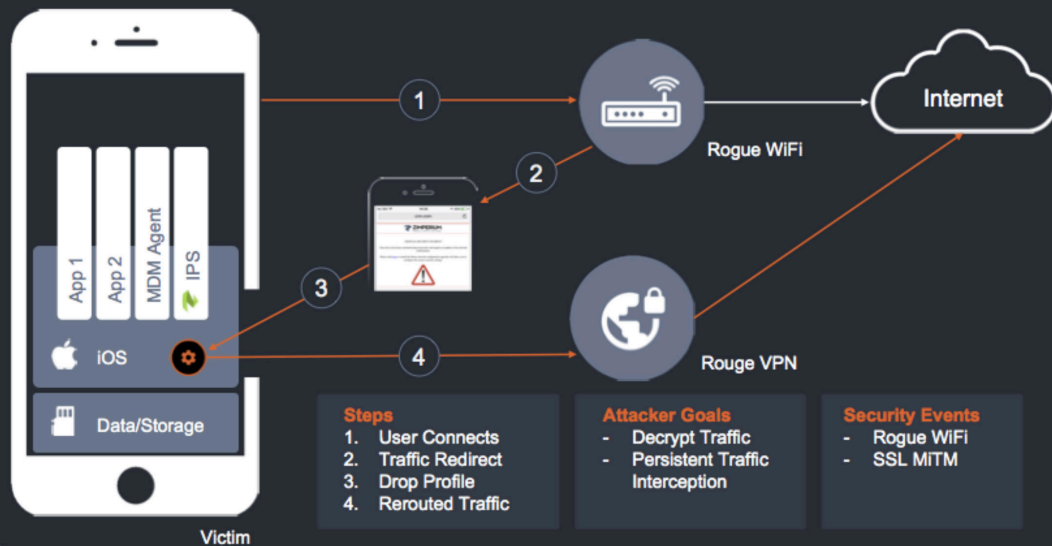 1
Internet
Rogue WiFi
2
ZIMPERIUM
App 1
App 2
MDM Agent
IPS
3
iOS
4
Rouge VPN
Data/Storage
Steps
1. User Connects
2. Traffic Redirect
3. Drop Profile
4. Rerouted Traffic
Attacker Goals
- Decrypt Traffic
- Persistent Traffic
Interception
Security Events
- Rogue WiFi
- SSL MiTM
Victim